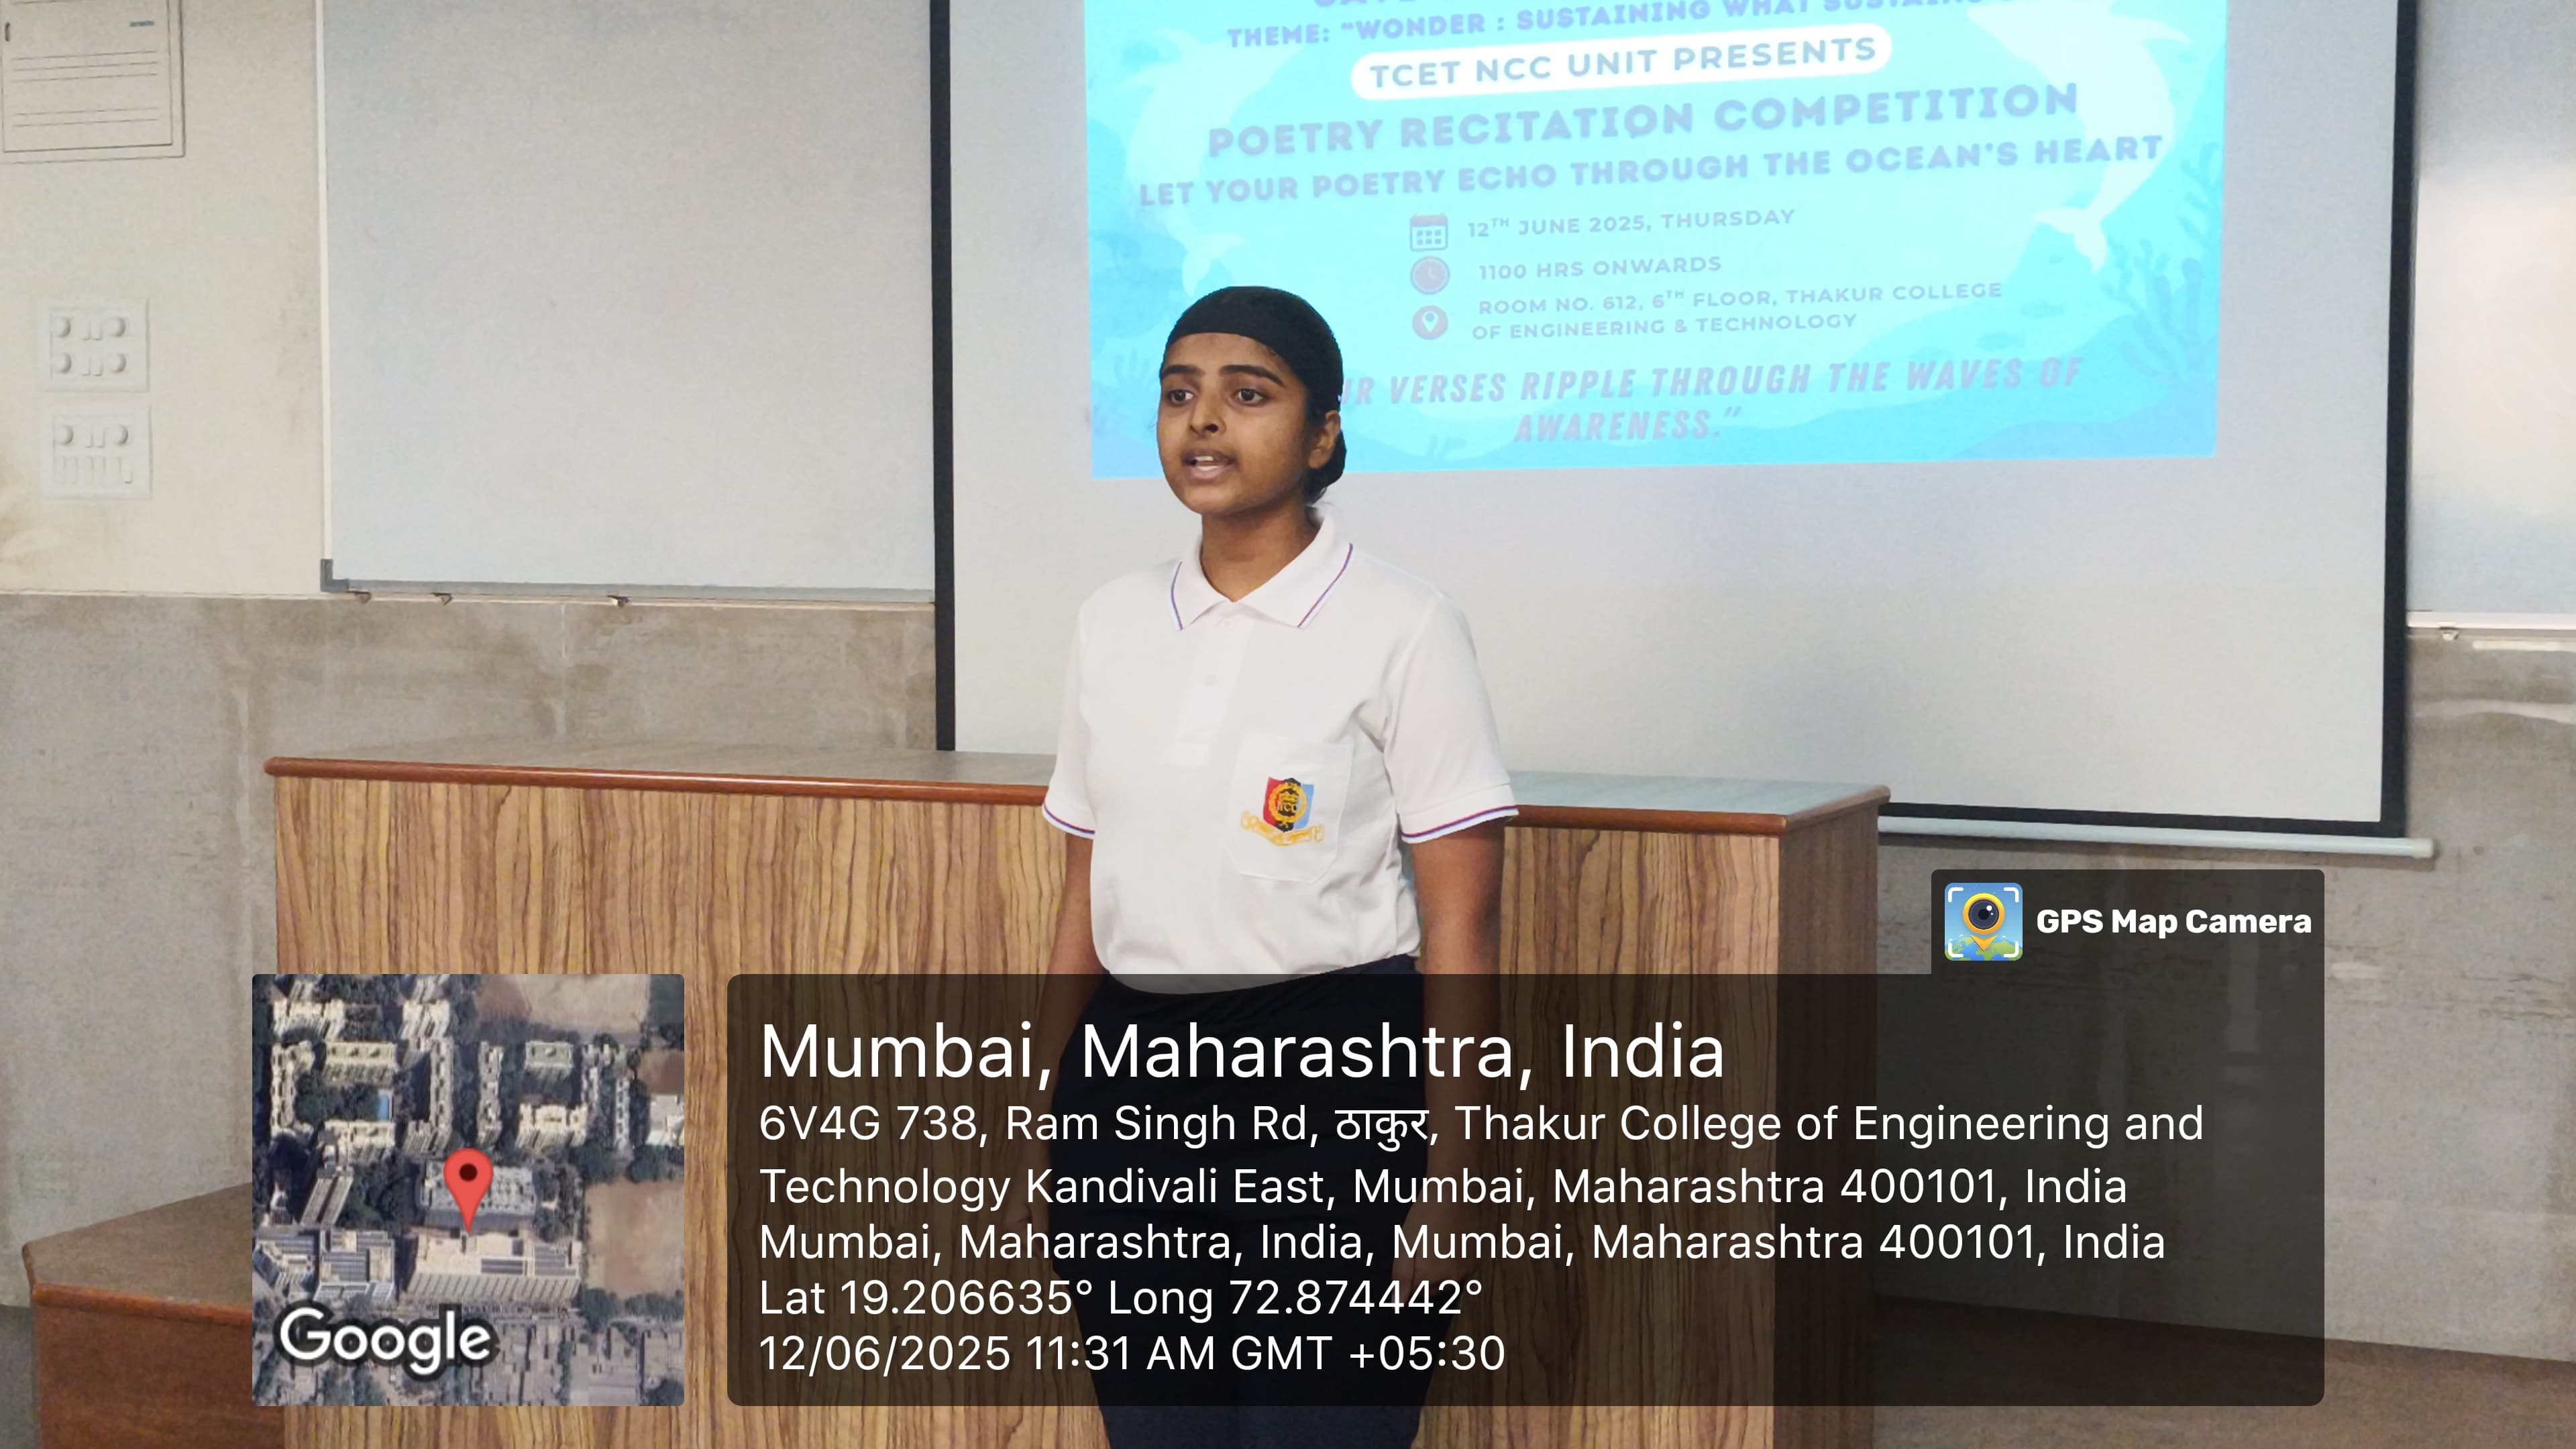 THEME: "WONDER : SUSTAINING WHAT
TCET NCC UNIT PRESENTS
POETRY RECITATION COMPETITION
LET YOUR POETRY ECHO THROUGH THE OCEAN'S HEART
12TH JUNE 2025, THURSDAY
1100 HRS ONWARDS
ROOM NO. 612, 6TH FLOOR, THAKUR COLLEGE
OF ENGINEERING & TECHNOLOGY
VERSES RIPPLE THROUGH THE WAVES OF
AWARENESS."
NCC
GPS Map Camera
Mumbai, Maharashtra, India
6V4G 738, Ram Singh Rd, ठाकुर, Thakur College of Engineering and
Technology Kandivali East, Mumbai, Maharashtra 400101, India
Mumbai, Maharashtra, India, Mumbai, Maharashtra 400101, India
Lat 19.206635° Long 72.874442°
12/06/2025 11:31 AM GMT +05:30
Google